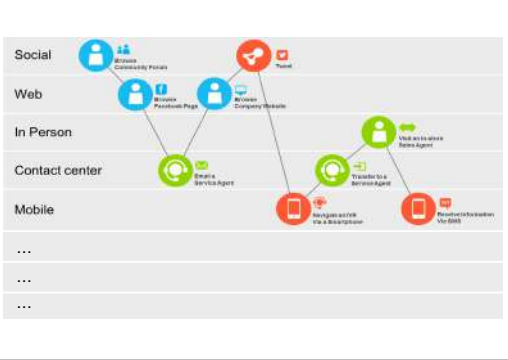 Social
Browse
Community Forum
Tweet
Web
Browse
Facebook Page
Browse
Company Website
In Person
Visit an in-store
Sales Agent
Contact center
Email a
Service Agent
Transfer to a
Service Agent
Mobile
Navigate an IVR
via a Smartphone
Receive Information
Via SMS
...
...
...